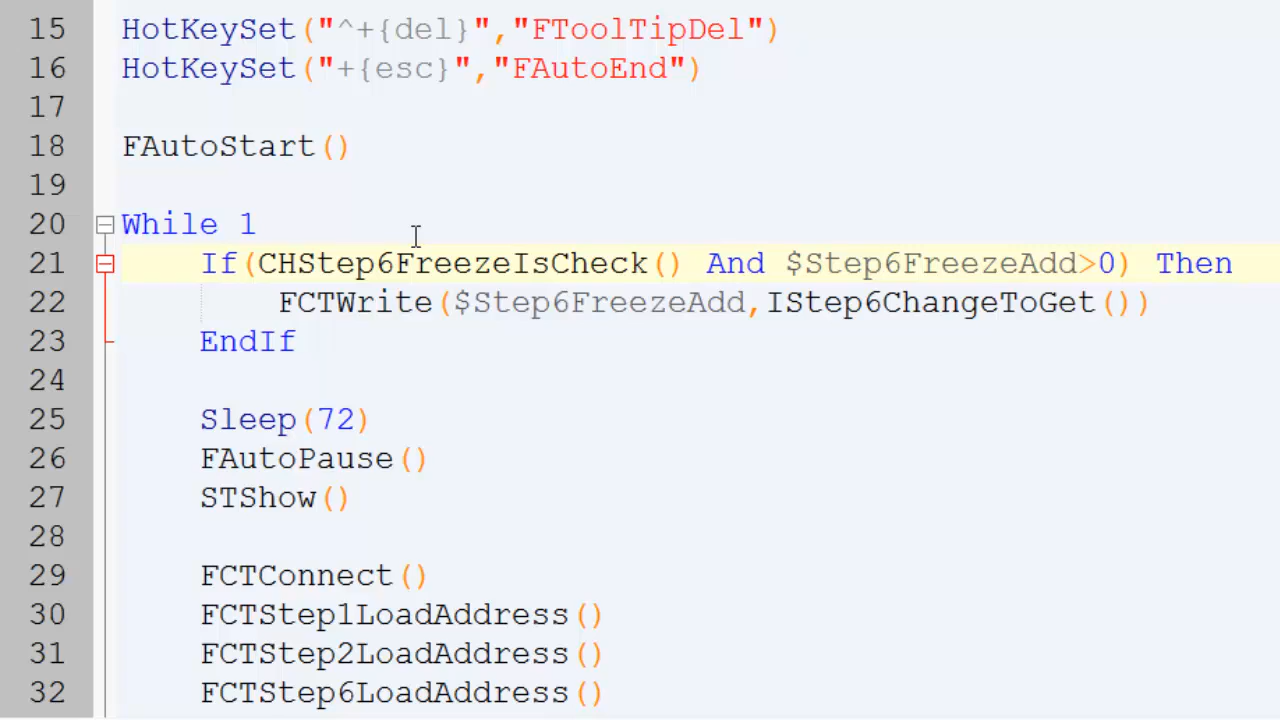 15 HotKeySet("^+{del}","FToolTipDel")
16 HotKeySet("+{esc}","FAutoEnd")
17
18 FAutoStart()
19
20 While 1
21 If(CHStep6FreezeIsCheck() And $Step6FreezeAdd>0) Then
22 FCTWrite($Step6FreezeAdd,IStep6ChangeToGet())
23 EndIf
24
25 Sleep(72)
26 FAutoPause()
27 STShow()
28
29 FCTConnect()
30 FCTStep1LoadAddress()
31 FCTStep2LoadAddress()
32 FCTStep6LoadAddress()